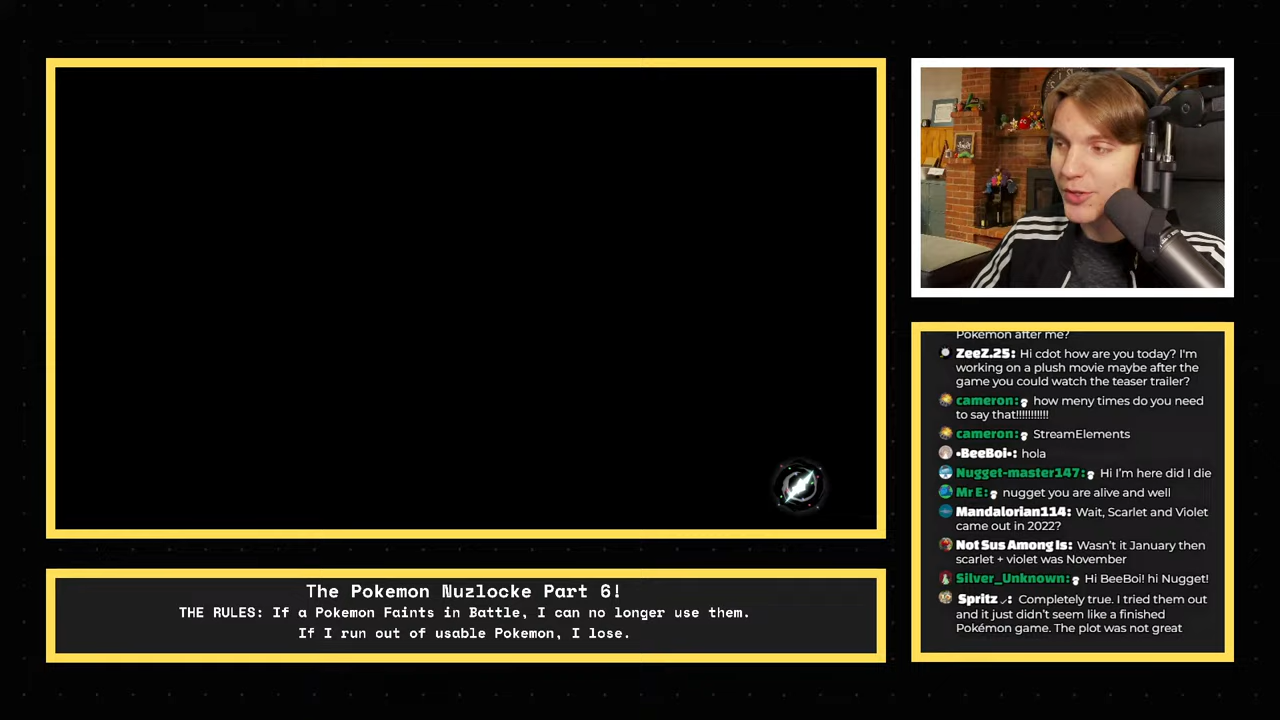 Pokemon after me?
ZeeZ.25: Hi cdot how are you today? I'm
working on a plush movie maybe after the
game you could watch the teaser trailer?
cameron: how meny times do you need
to say that!!!!!!!!!!!
cameron: StreamElements
•BeeBoi•: hola
Nugget-master147: Hi I'm here did I die
Mr E: nugget you are alive and well
Mandalorian114: Wait, Scarlet and Violet
came out in 2022?
Not Sus Among Is: Wasn't it January then
scarlet + violet was November
Silver_Unknown: Hi BeeBoi! hi Nugget!
Spritz✓: Completely true. I tried them out
and it just didn't seem like a finished
Pokémon game. The plot was not great
The Pokemon Nuzlocke Part 6!
THE RULES: If a Pokemon Faints in Battle, I can no longer use them.
If I run out of usable Pokemon, I lose.